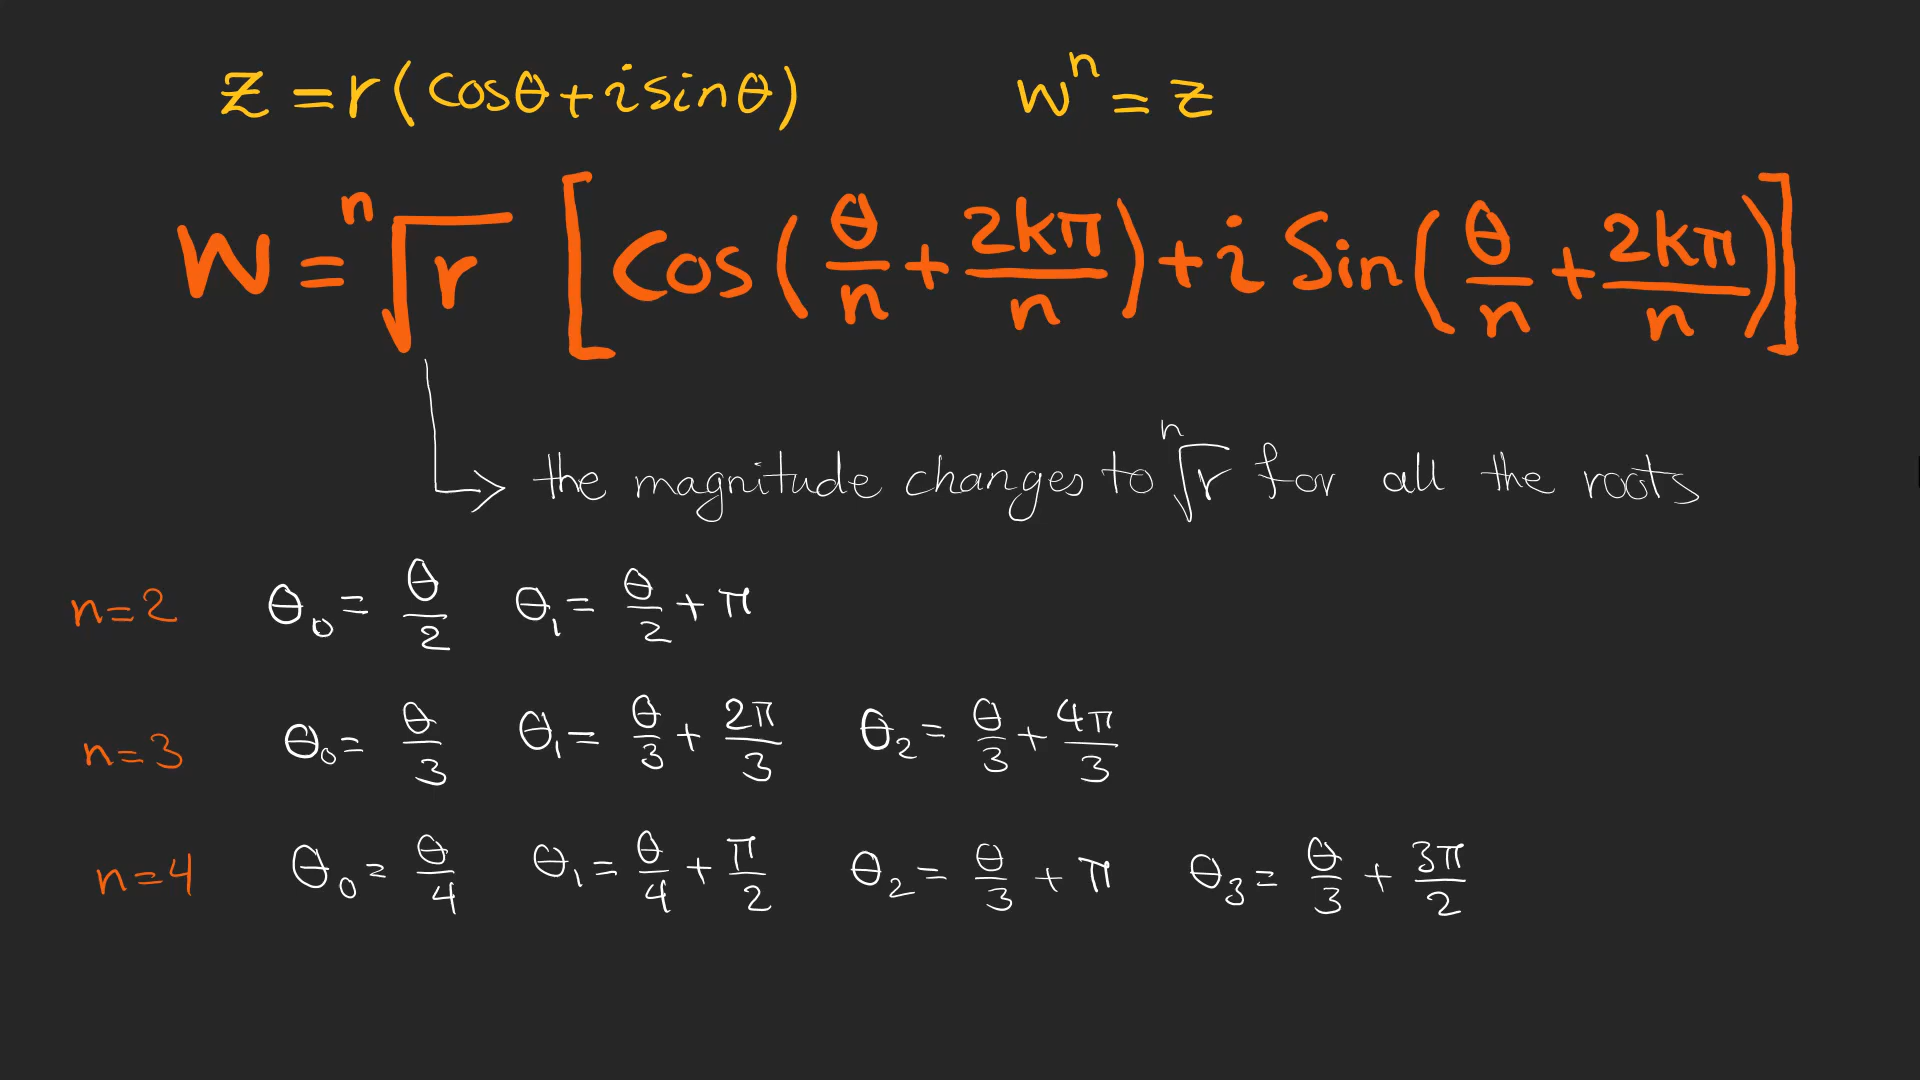 z = r(cosθ + i sinθ) wⁿ = z
w = ⁿ√r [Cos(θ/n + 2kπ/n) + i Sin(θ/n + 2kπ/n)]
the magnitude changes to ⁿ√r for all the roots
n=2 θ₀ = θ/2 θ₁ = θ/2 + π
n=3 θ₀ = θ/3 θ₁ = θ/3 + 2π/3 θ₂ = θ/3 + 4π/3
n=4 θ₀ = θ/4 θ₁ = θ/4 + π/2 θ₂ = θ/3 + π θ₃ = θ/3 + 3π/2